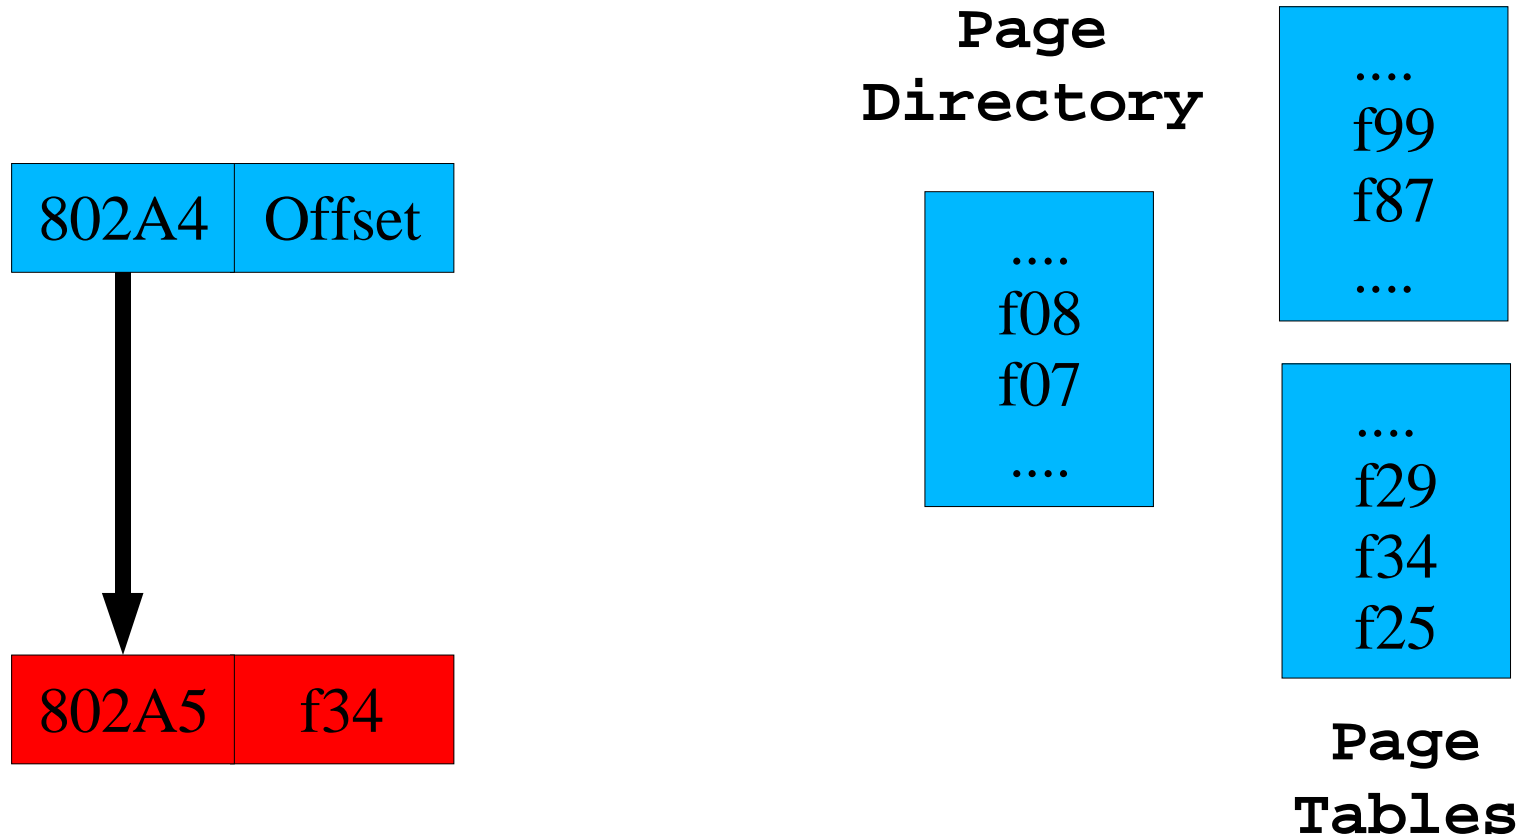 802A4 Offset
802A5 f34
Page
Directory
....
f08
f07
....
....
f99
f87
....
....
f29
f34
f25
Page
Tables